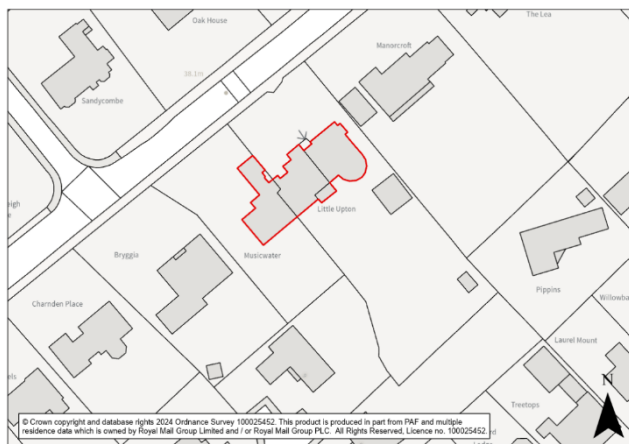 Oak House
The Lea
Manorcroft
30.1m
Sandycombe
eigh
Little Upton
Bryggia
Musicwater
Charnden Place
Pippins
Willowba
Laurel Mount
els
Treetops
N
© Crown copyright and database rights 2024 Ordnance Survey 100025452. This product is produced in part from PAF and multiple
residence data which is owned by Royal Mail Group Limited and / or Royal Mail Group PLC. All Rights Reserved, Licence no. 100025452.